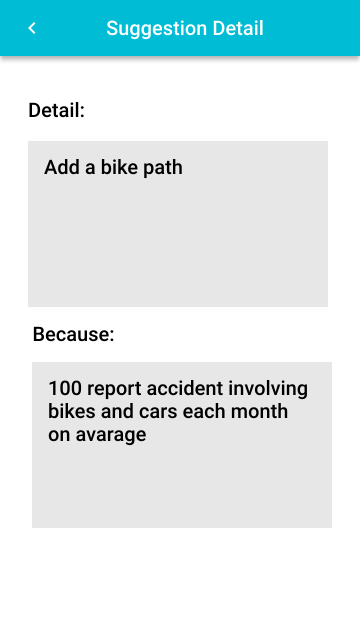 Suggestion Detail
Detail:
Add a bike path
Because:
100 report accident involving
bikes and cars each month
on avarage